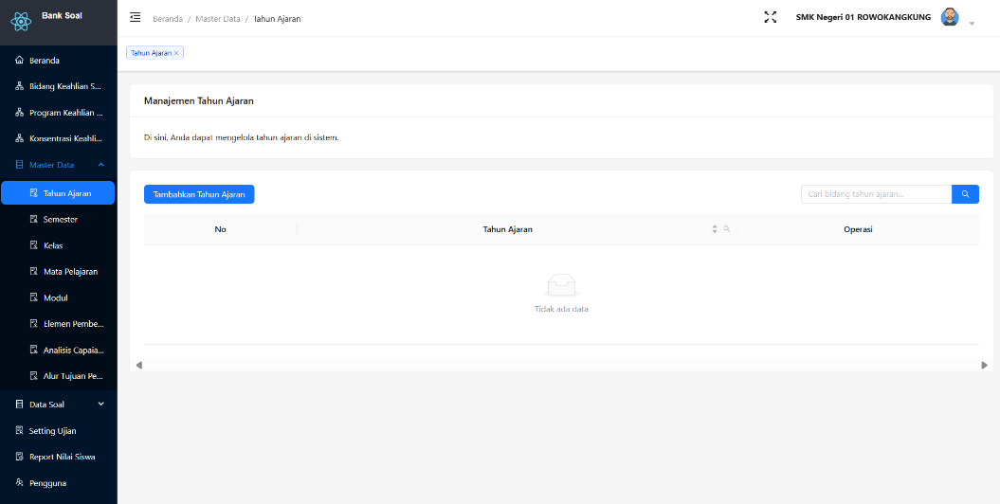 Bank Soal
Beranda / Master Data / Tahun Ajaran
SMK Negeri 01 ROWOKANGKUNG
Tahun Ajaran
Beranda
Bidang Keahlian S...
Program Keahlian ...
Konsentrasi Keahli...
Master Data
Tahun Ajaran
Semester
Kelas
Mata Pelajaran
Modul
Elemen Pembe...
Analisis Capaia...
Alur Tujuan Pe...
Data Soal
Setting Ujian
Report Nilai Siswa
Pengguna
Manajemen Tahun Ajaran
Di sini, Anda dapat mengelola tahun ajaran di sistem.
Tambahkan Tahun Ajaran
Cari bidang tahun ajaran...
No Tahun Ajaran Operasi
Tidak ada data